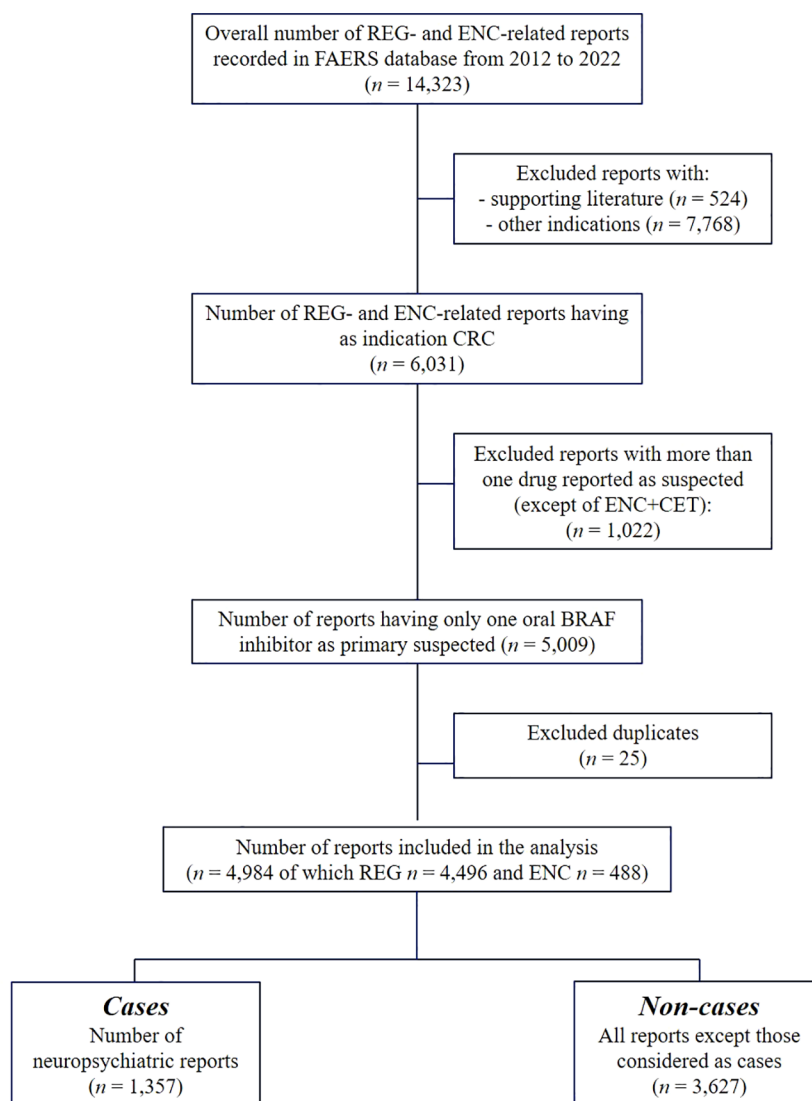 Overall number of REG- and ENC-related reports
recorded in FAERS database from 2012 to 2022
(n = 14,323)
Excluded reports with:
- supporting literature (n = 524)
- other indications (n = 7,768)
Number of REG- and ENC-related reports having
as indication CRC
(n = 6,031)
Excluded reports with more than
one drug reported as suspected
(except of ENC+CET):
(n = 1,022)
Number of reports having only one oral BRAF
inhibitor as primary suspected (n = 5,009)
Excluded duplicates
(n = 25)
Number of reports included in the analysis
(n = 4,984 of which REG n = 4,496 and ENC n = 488)
Cases
Number of
neuropsychiatric reports
(n = 1,357)
Non-cases
All reports except those
considered as cases
(n = 3,627)